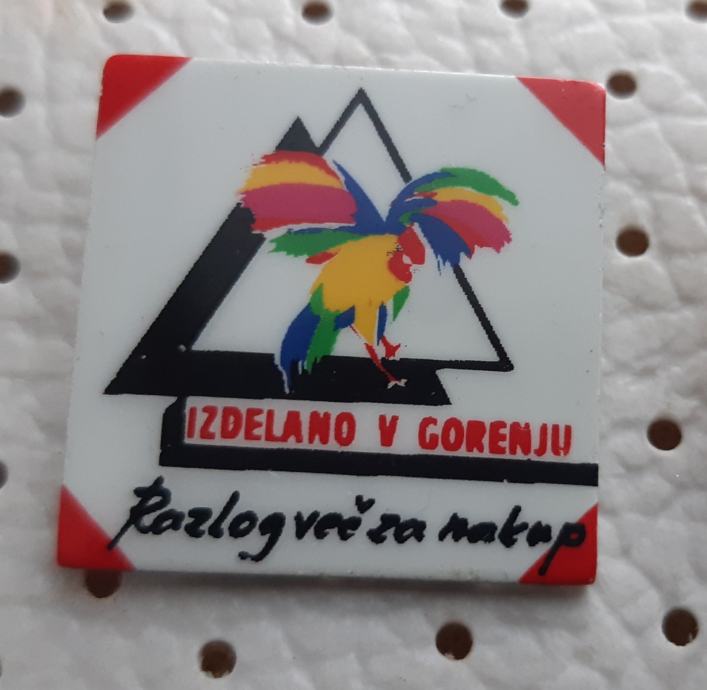 IZDELANO V GORENJU
Razlog več za nakup